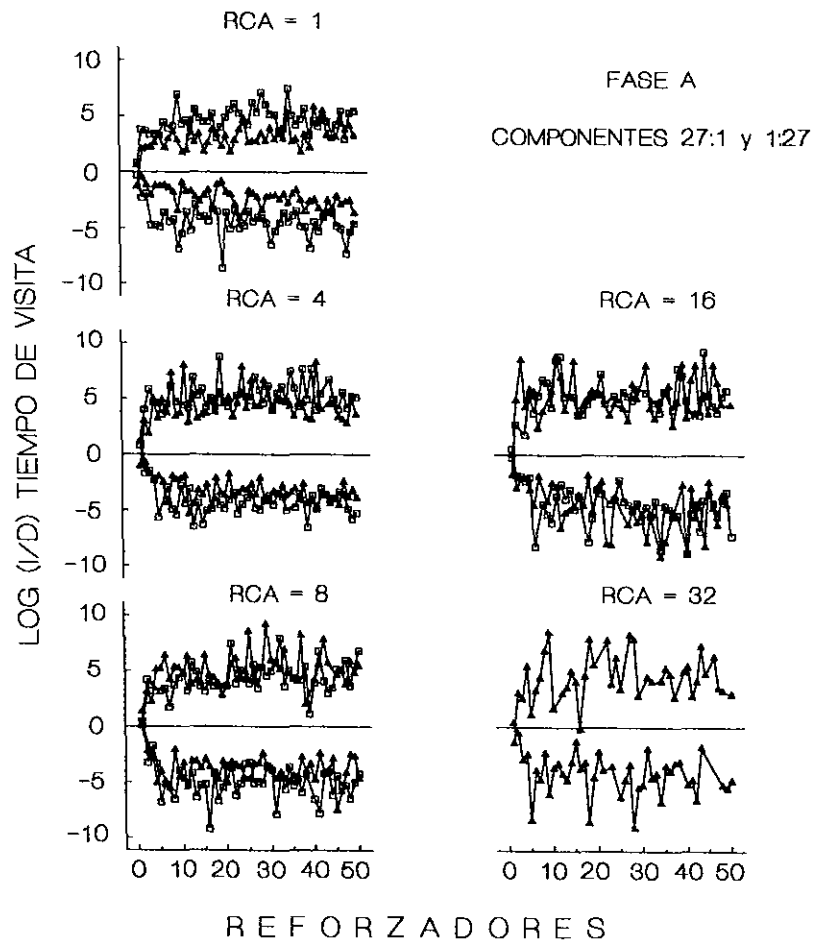 RCA = 1
FASE A
COMPONENTES 27:1 y 1:27
10
5
0
-5
-10
RCA = 4
RCA = 16
10
5
0
-5
-10
RCA = 8
RCA = 32
10
5
0
-5
-10
0 10 20 30 40 50
0 10 20 30 40 50
LOG (I/D) TIEMPO DE VISITA
REFORZADORES